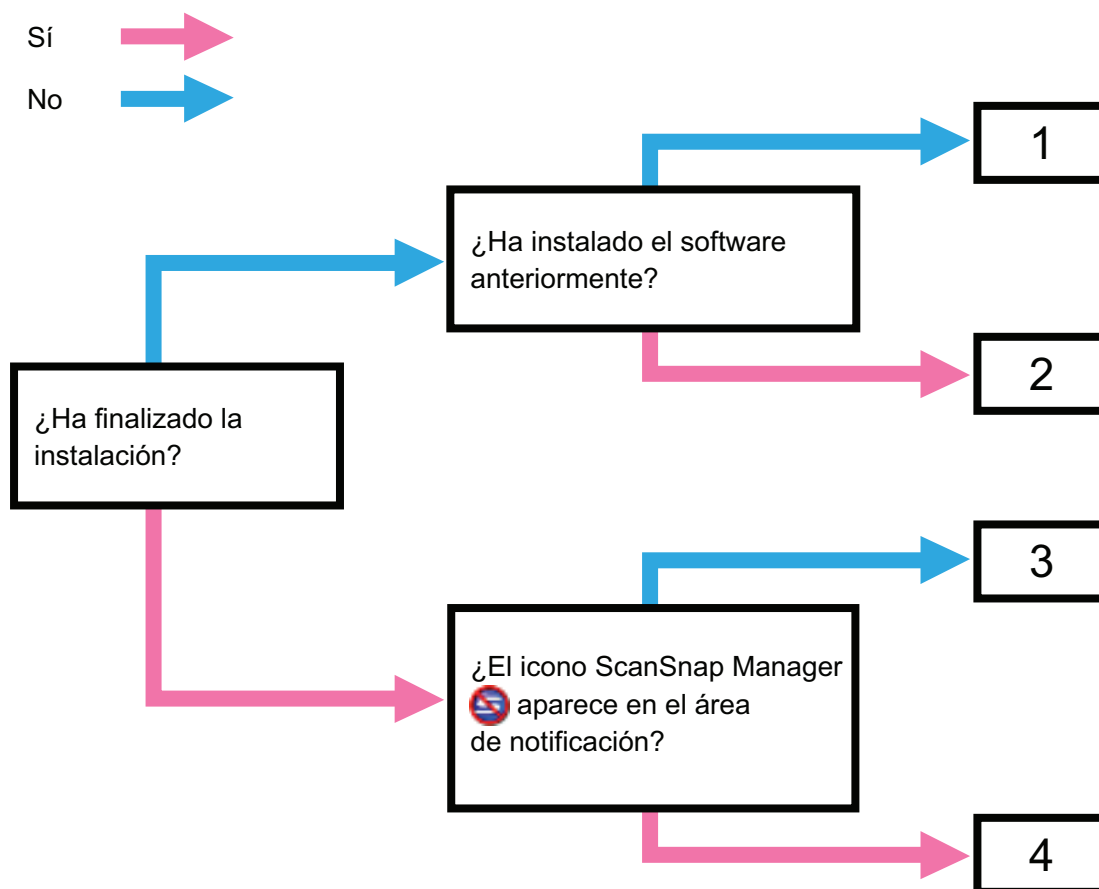 Sí
No
1
¿Ha instalado el software
anteriormente?
2
¿Ha finalizado la
instalación?
3
¿El icono ScanSnap Manager
aparece en el área
de notificación?
4